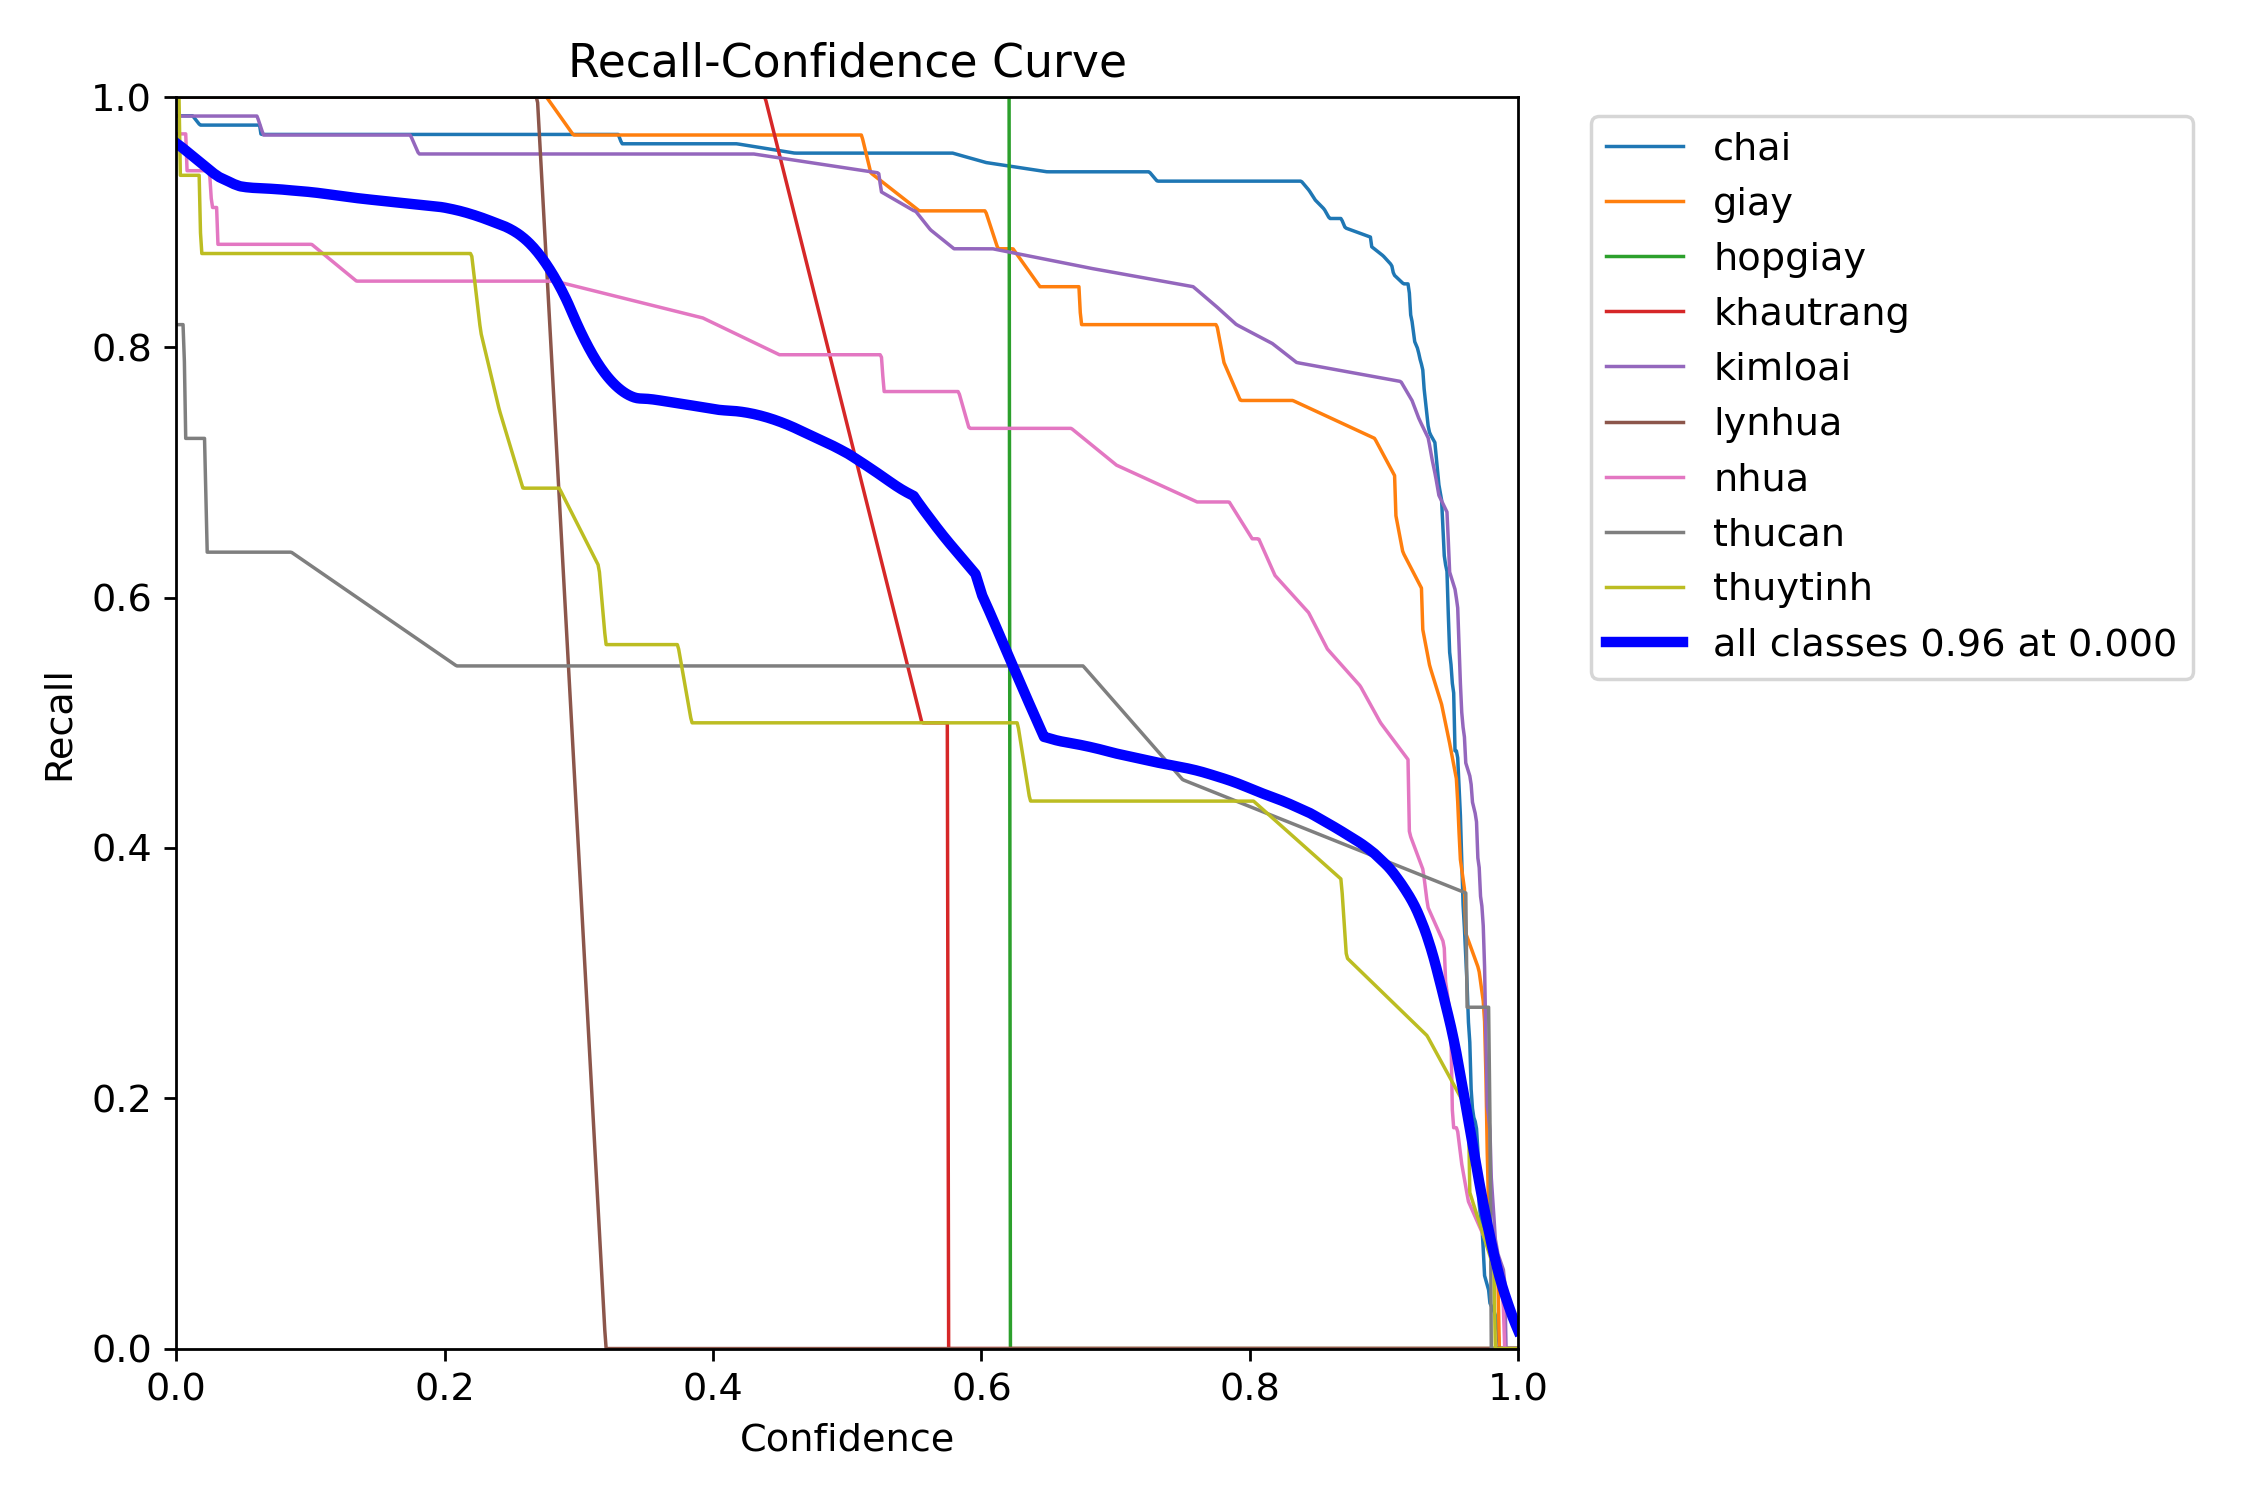 Recall-Confidence Curve
1.0
0.8
0.6
0.4
0.2
0.0
Recall
0.0 0.2 0.4 0.6 0.8 1.0
Confidence
chai
giay
hopgiay
khautrang
kimloai
lynhua
nhua
thucan
thuytinh
all classes 0.96 at 0.000